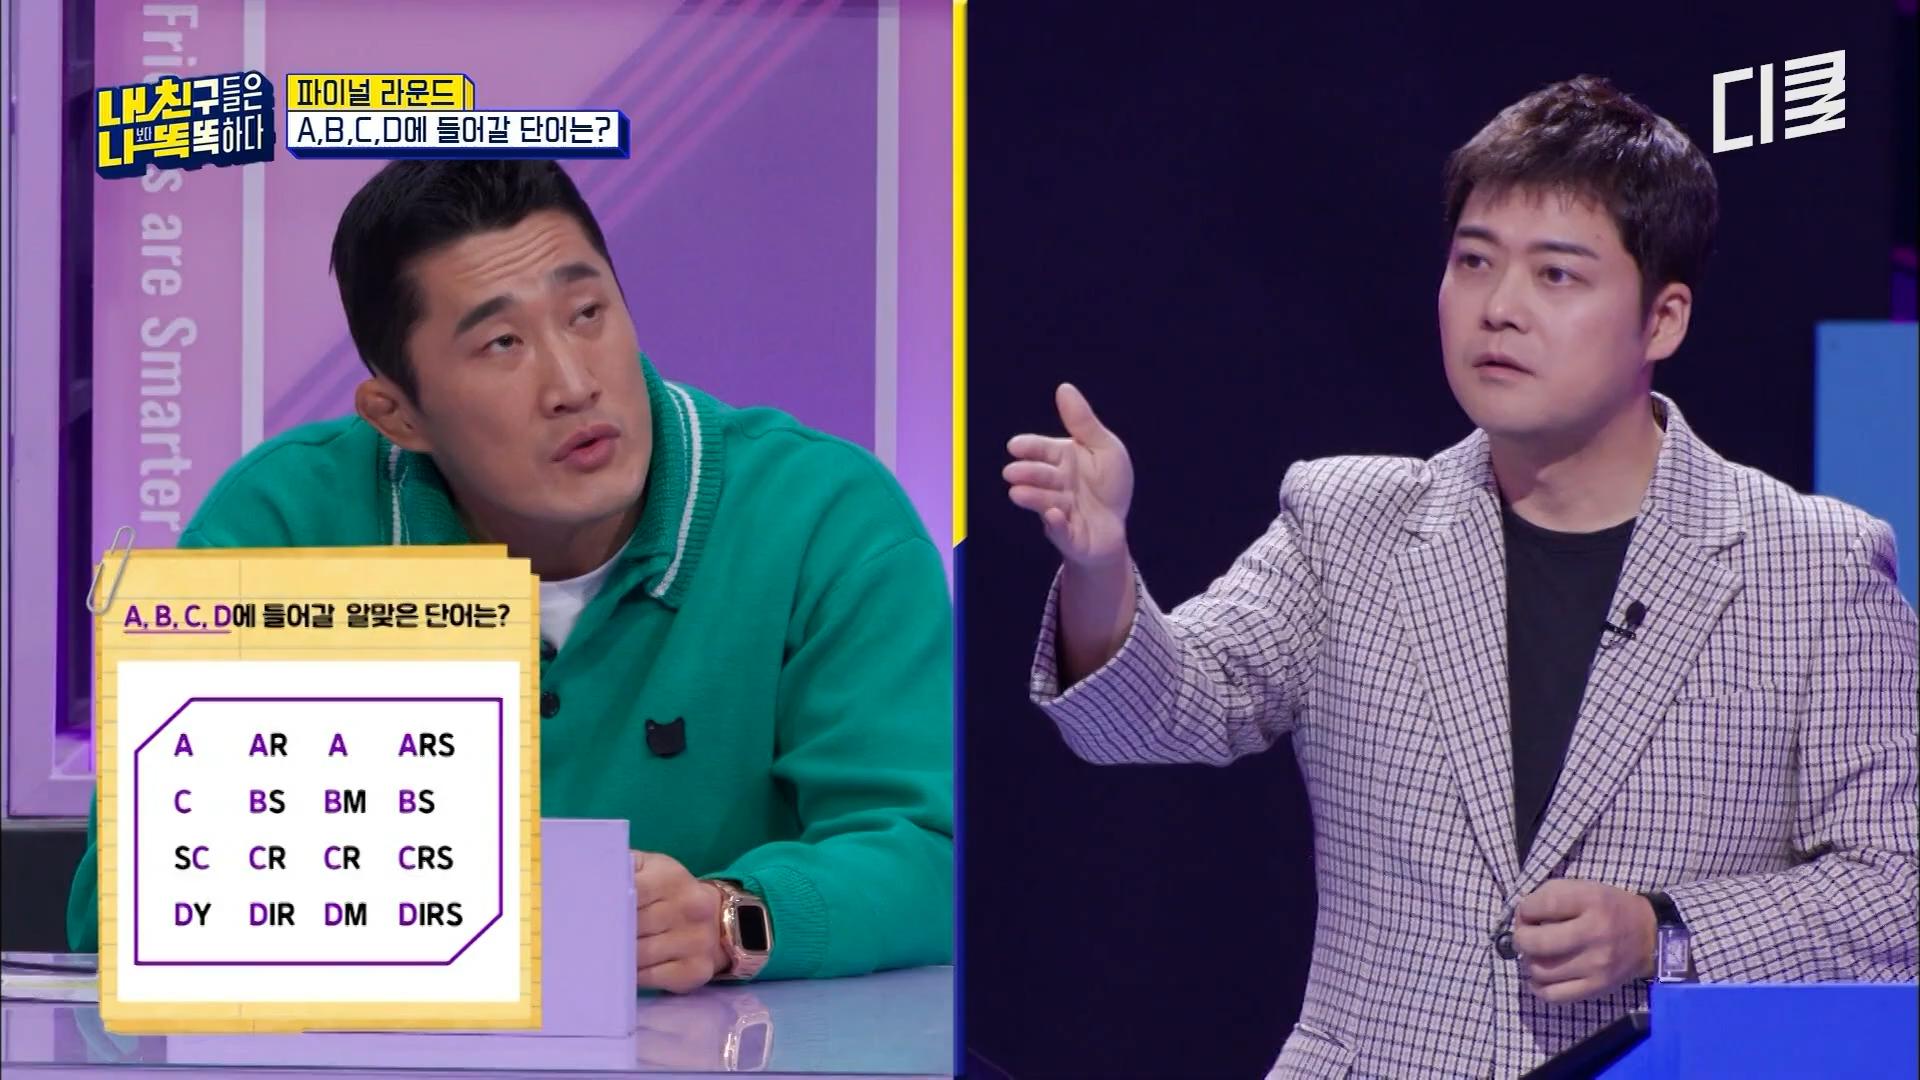 Friends are Smarter
내 친구들은
나보다 똑똑하다
파이널 라운드
A,B,C,D에 들어갈 단어는?
디클
A, B, C, D에 들어갈 알맞은 단어는?
A AR A ARS
C BS BM BS
SC CR CR CRS
DY DIR DM DIRS